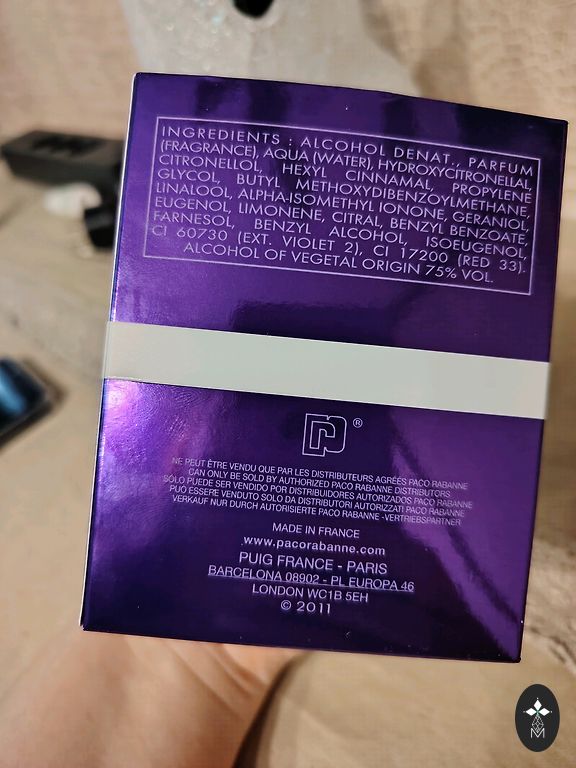 INGREDIENTS : ALCOHOL DENAT., PARFUM
(FRAGRANCE), AQUA (WATER), HYDROXYCITRONELLAL,
CITRONELLOL, HEXYL CINNAMAL, PROPYLENE
GLYCOL, BUTYL METHOXYDIBENZOYLMETHANE,
LINALOOL, ALPHA-ISOMETHYL IONONE, GERANIOL,
EUGENOL, LIMONENE, CITRAL, BENZYL BENZOATE,
FARNESOL, BENZYL ALCOHOL, ISOEUGENOL,
CI 60730 (EXT. VIOLET 2), CI 17200 (RED 33).
ALCOHOL OF VEGETAL ORIGIN 75% VOL.
®
NE PEUT ÊTRE VENDU QUE PAR LES DISTRIBUTEURS AGRÉES PACO RABANNE
CAN ONLY BE SOLD BY AUTHORIZED PACO RABANNE DISTRIBUTORS
SÓLO PUEDE SER VENDIDO POR DISTRIBUIDORES AUTORIZADOS PACO RABANNE
PUÒ ESSERE VENDUTO SOLO DA DISTRIBUTORI AUTORIZZATI PACO RABANNE
VERKAUF NUR DURCH AUTORISIERTE PACO RABANNE -VERTRIEBSPARTNER
MADE IN FRANCE
www.pacorabanne.com
PUIG FRANCE - PARIS
BARCELONA 08902 - PL EUROPA 46
LONDON WC1B 5EH
© 2011
M